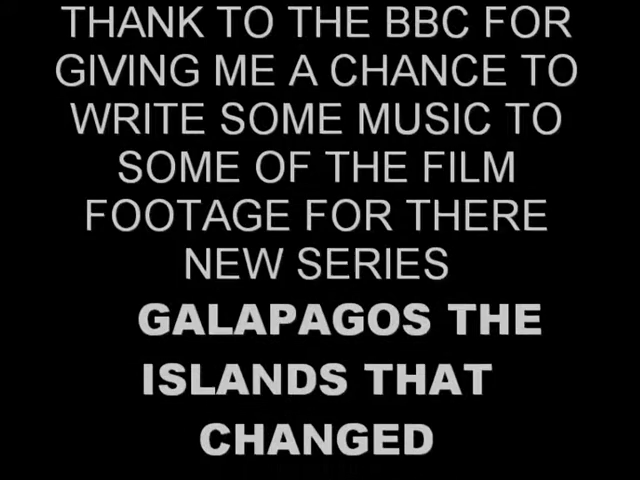 THANK TO THE BBC FOR
GIVING ME A CHANCE TO
WRITE SOME MUSIC TO
SOME OF THE FILM
FOOTAGE FOR THERE
NEW SERIES
GALAPAGOS THE
ISLANDS THAT
CHANGED